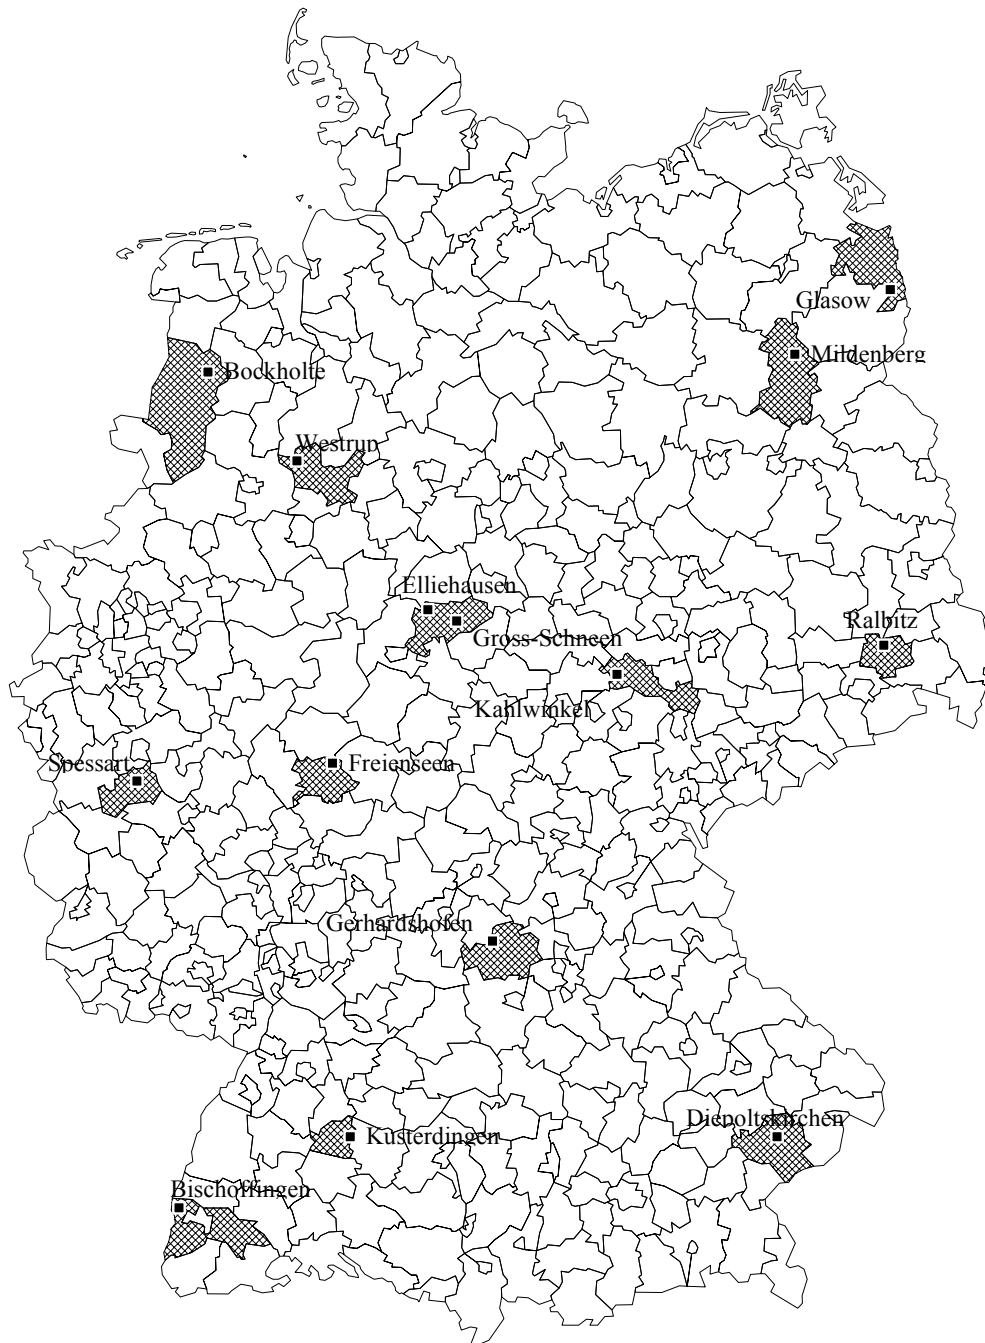 Glasow
Mildenberg
Bockholte
Westrup
Elliehausen
Ralbitz
Gross-Schneen
Kahlwinkel
Spessart
Freienseen
Gerhardshofen
Diepoltskirchen
Kusterdingen
Bischoffingen